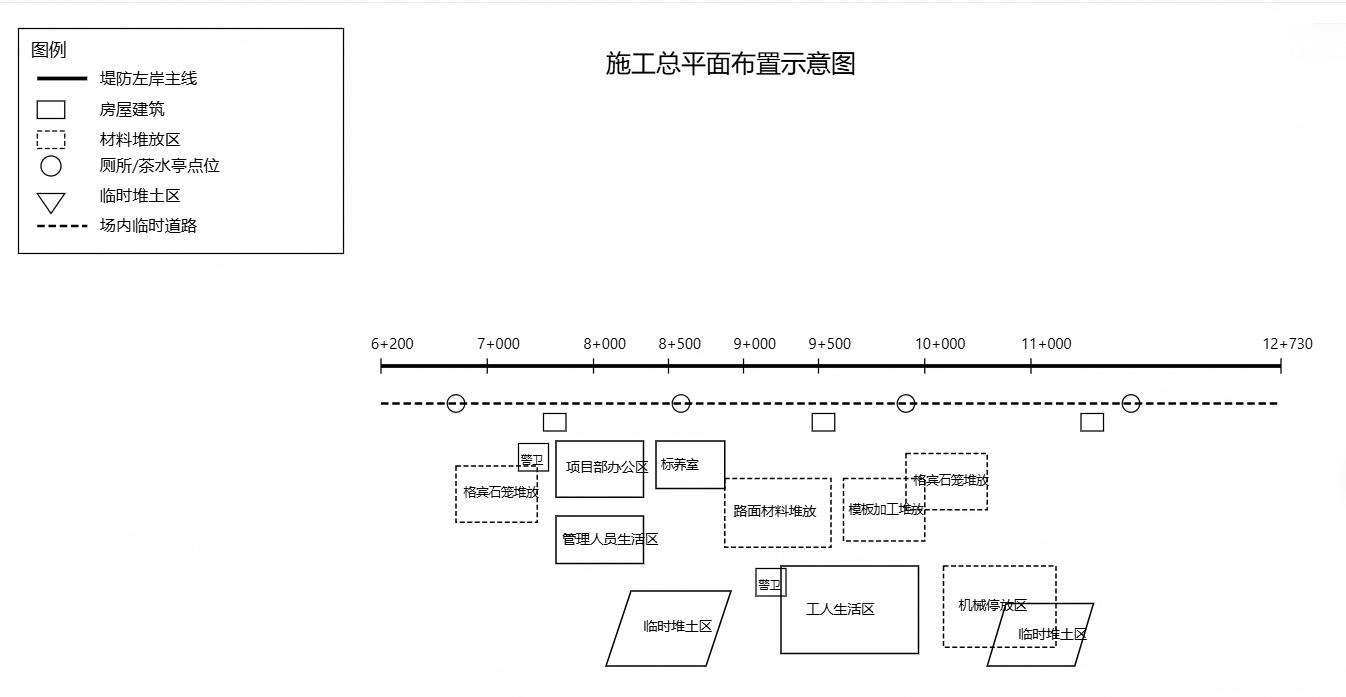 图例
堤防左岸主线
房屋建筑
材料堆放区
厕所/茶水亭点位
临时堆土区
场内临时道路
施工总平面布置示意图
6+200
7+000
8+000
8+500
9+000
9+500
10+000
11+000
12+730
警卫
项目部办公区
标养室
格宾石笼堆放
格宾石笼堆放
路面材料堆放
模板加工堆放
管理人员生活区
警卫
工人生活区
机械停放区
临时堆土区
临时堆土区